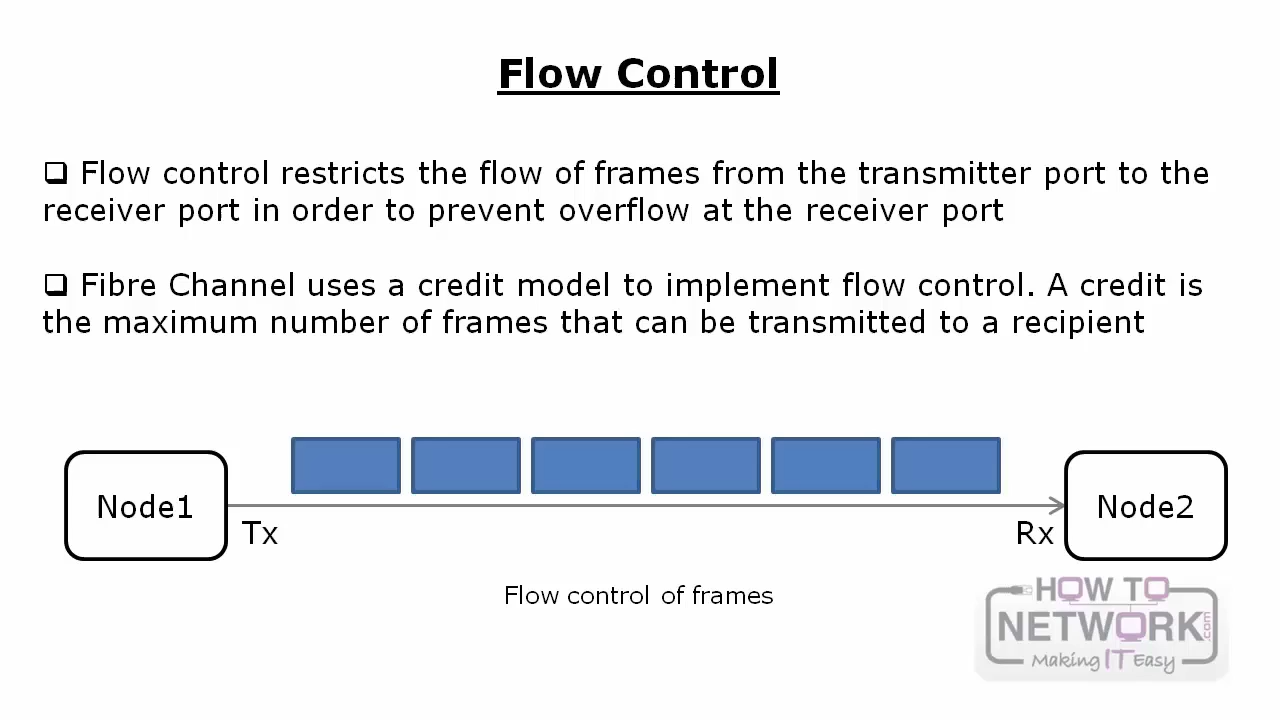 Flow Control
❑ Flow control restricts the flow of frames from the transmitter port to the
receiver port in order to prevent overflow at the receiver port
❑ Fibre Channel uses a credit model to implement flow control. A credit is
the maximum number of frames that can be transmitted to a recipient
Node1
Node2
Tx
Rx
Flow control of frames
HOW TO
NETWORK.com
Making IT Easy